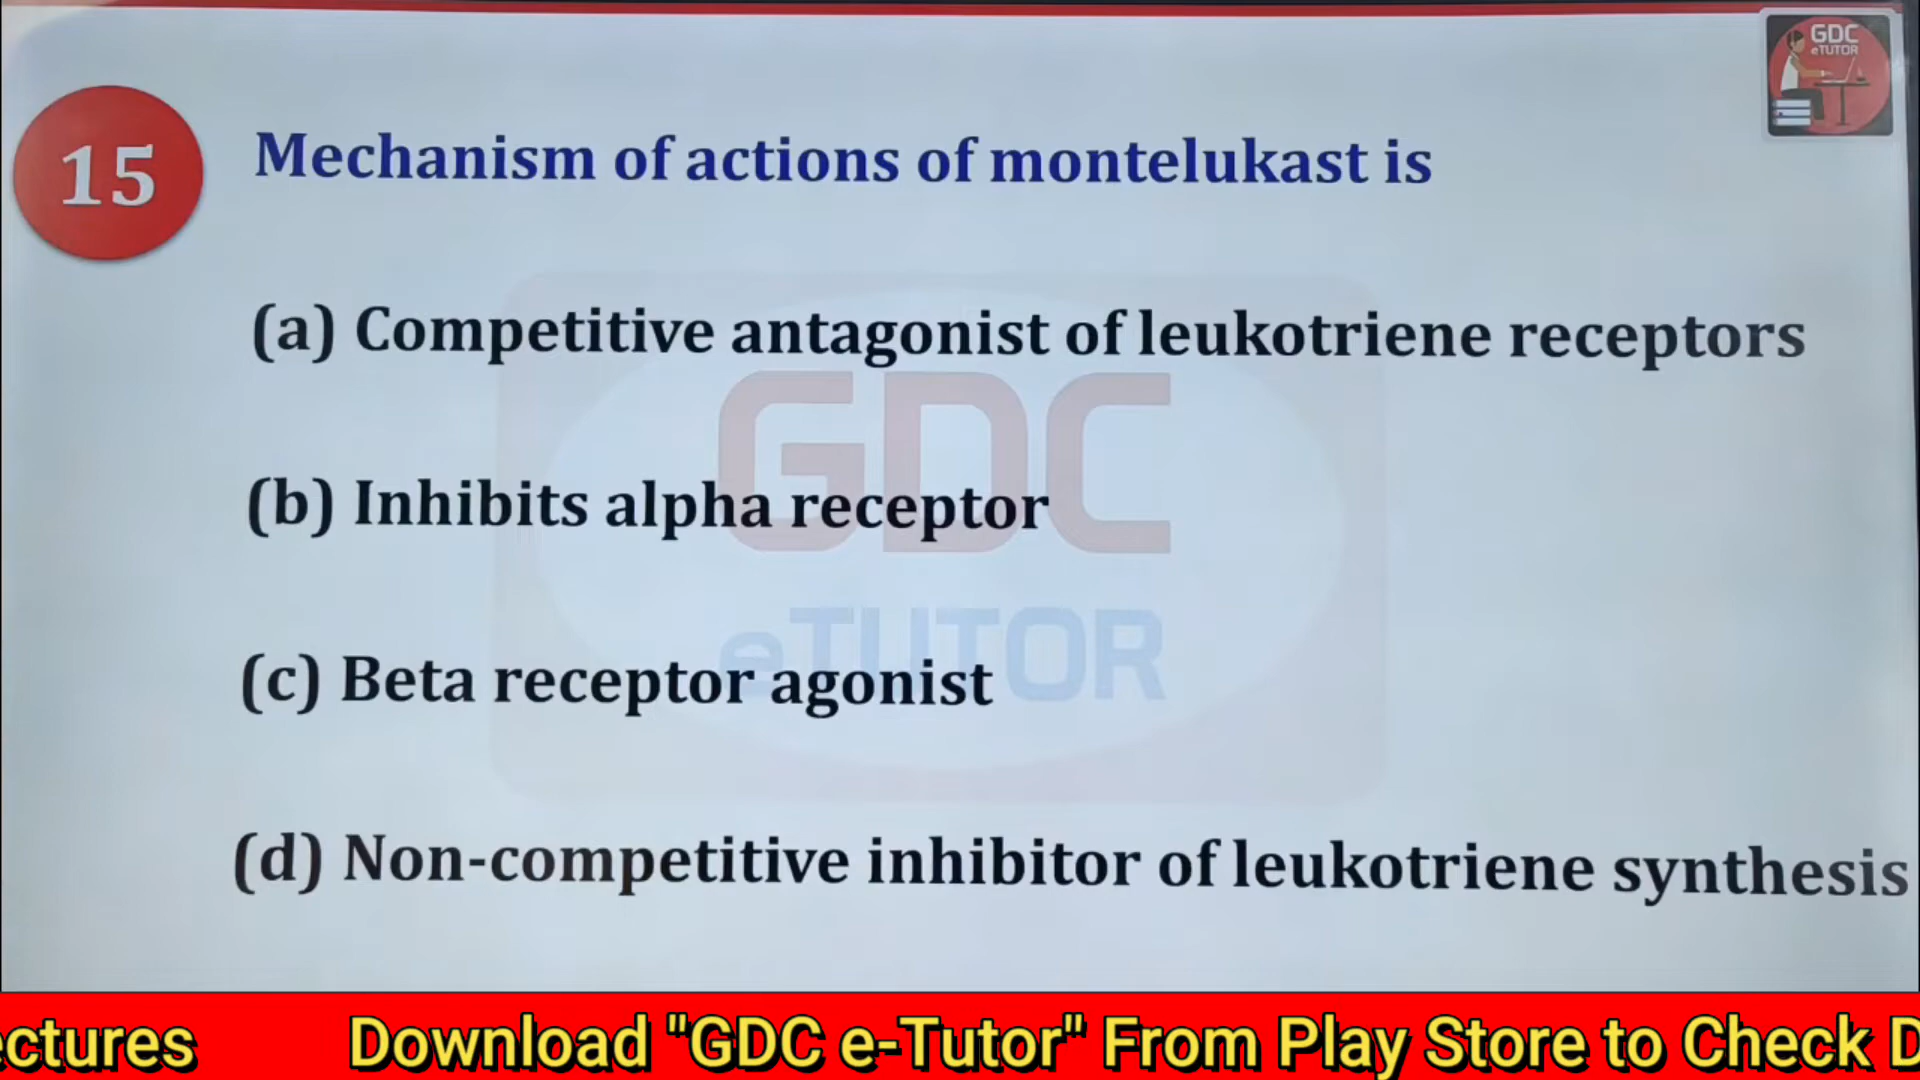 GDC
eTUTOR
15
Mechanism of actions of montelukast is
(a) Competitive antagonist of leukotriene receptors
(b) Inhibits alpha receptor
(c) Beta receptor agonist
(d) Non-competitive inhibitor of leukotriene synthesis
GDC
eTUTOR
ectures Download "GDC e-Tutor" From Play Store to Check D